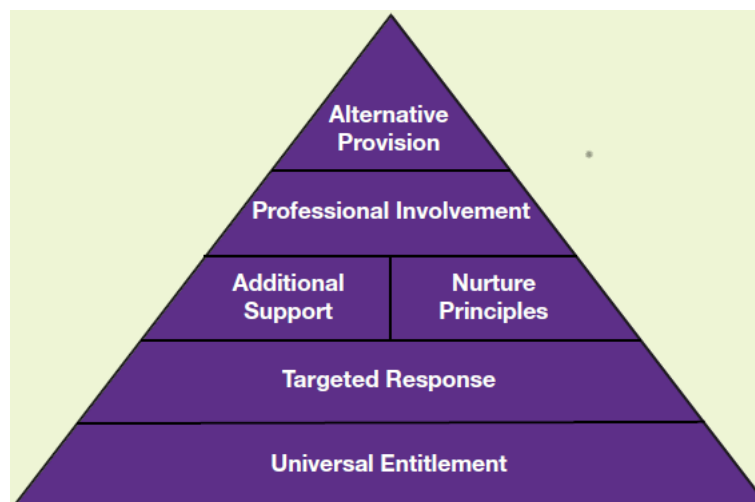 Alternative
Provision
Professional Involvement
Additional
Support
Nurture
Principles
Targeted Response
Universal Entitlement